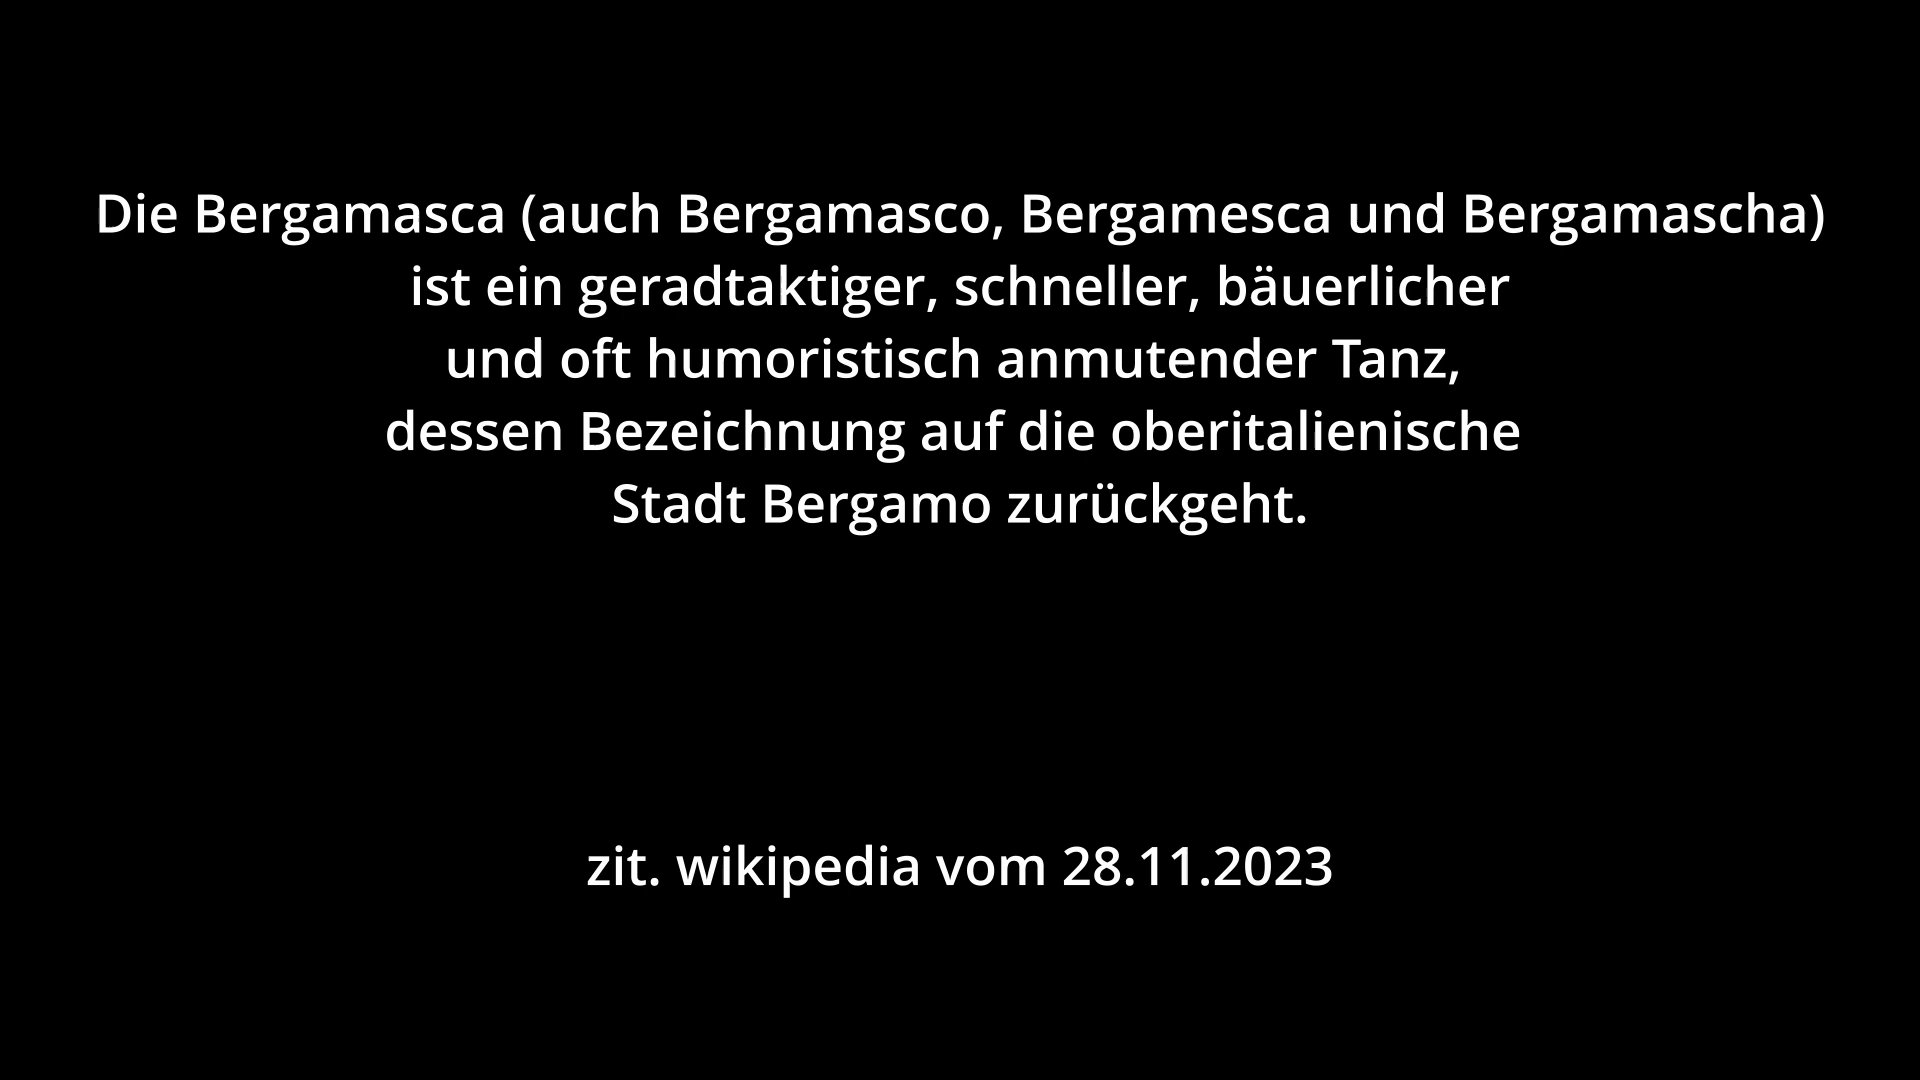 Die Bergamasca (auch Bergamasco, Bergamesca und Bergamascha)
ist ein geradtaktiger, schneller, bäuerlicher
und oft humoristisch anmutender Tanz,
dessen Bezeichnung auf die oberitalienische
Stadt Bergamo zurückgeht.
zit. wikipedia vom 28.11.2023